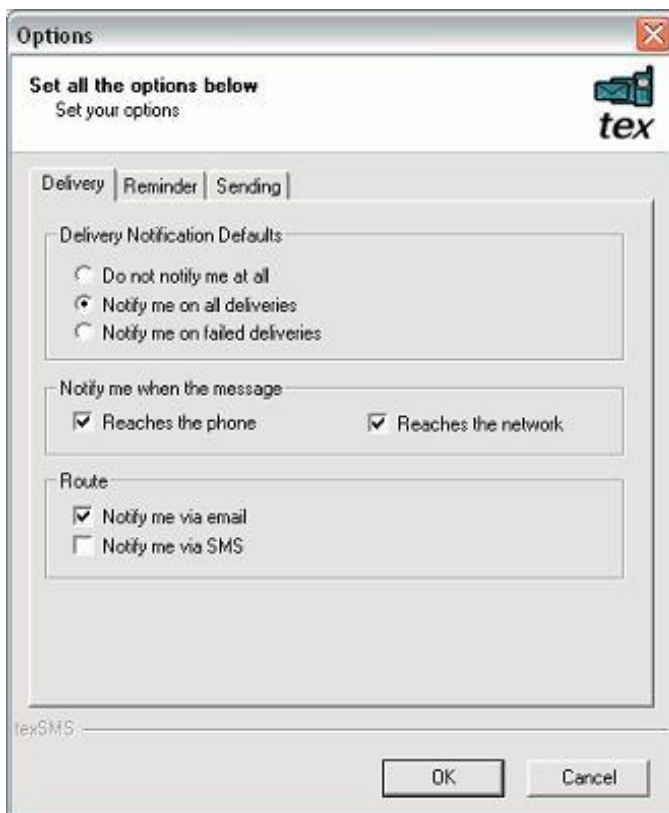 Options
Set all the options below
Set your options
tex
Delivery Reminder Sending
Delivery Notification Defaults
Do not notify me at all
Notify me on all deliveries
Notify me on failed deliveries
Notify me when the message
Reaches the phone Reaches the network
Route
Notify me via email
Notify me via SMS
texSMS
OK Cancel